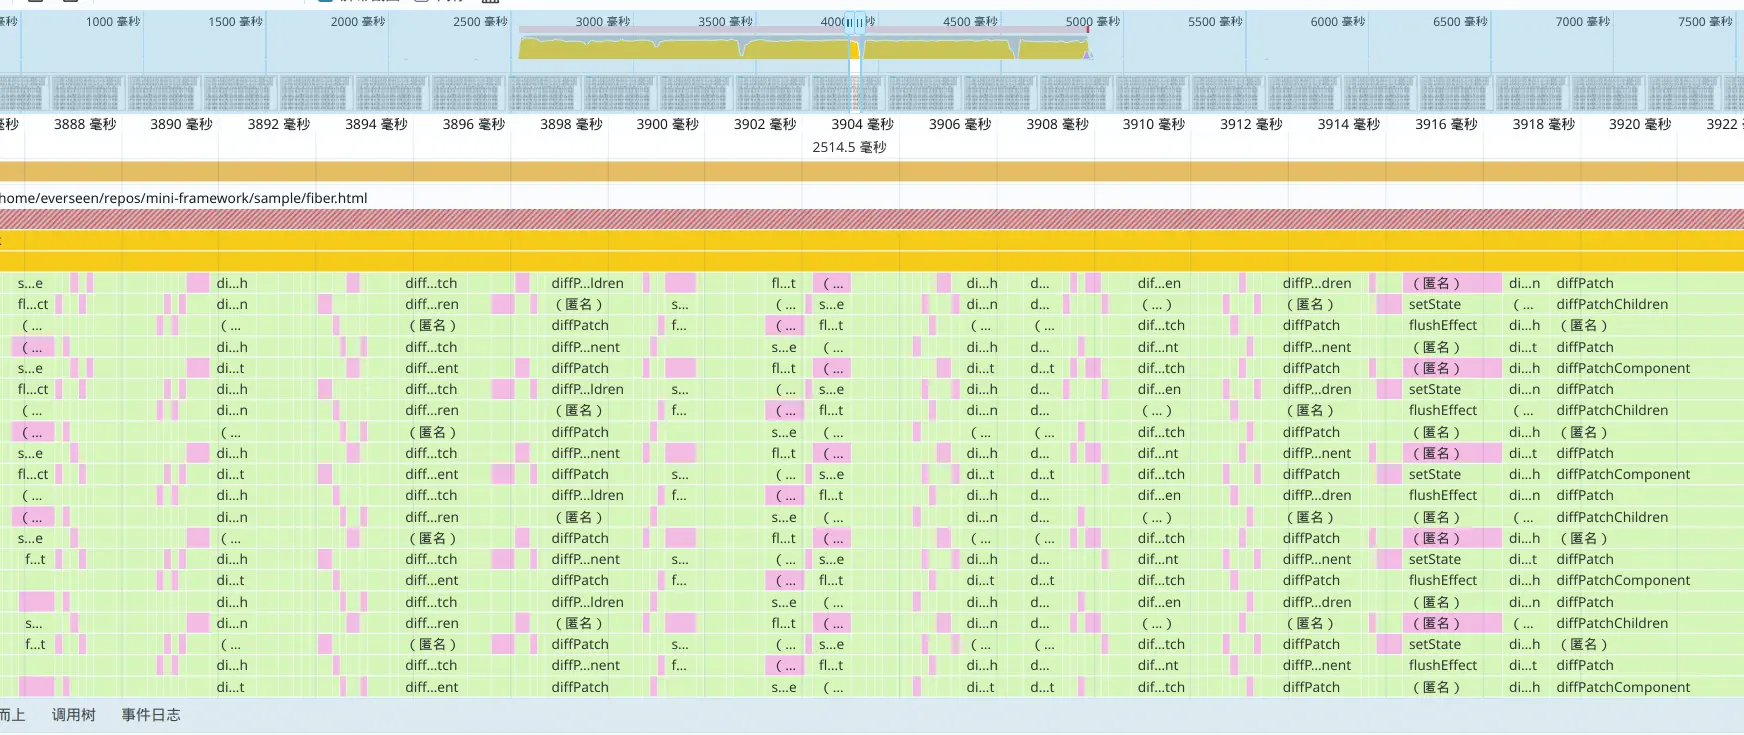 毫秒 1000 毫秒 1500 毫秒 2000 毫秒 2500 毫秒 3000 毫秒 3500 毫秒 4000 毫秒 4500 毫秒 5000 毫秒 5500 毫秒 6000 毫秒 6500 毫秒 7000 毫秒 7500 毫秒
毫秒 3888 毫秒 3890 毫秒 3892 毫秒 3894 毫秒 3896 毫秒 3898 毫秒 3900 毫秒 3902 毫秒 3904 毫秒 3906 毫秒 3908 毫秒 3910 毫秒 3912 毫秒 3914 毫秒 3916 毫秒 3918 毫秒 3920 毫秒 3922
2514.5 毫秒
home/everseen/repos/mini-framework/sample/fiber.html
s...e di...h diff...tch diffP...ldren fl...t (... di...h d... dif...en diffP...dren (匿名) di...n diffPatch
fl...ct di...n diff...ren (匿名) s... (... s...e di...n d... (...) (匿名) setState (... diffPatchChildren
(... (... (匿名) diffPatch f... (... fl...t (... (... dif...tch diffPatch flushEffect di...h (匿名)
(... di...h diff...tch diffP...nent s...e (... di...h d... dif...nt diffP...nent (匿名) di...t diffPatch
s...e di...t diff...ent diffPatch fl...t (... di...t d...t dif...tch diffPatch (匿名) di...h diffPatchComponent
fl...ct di...h diff...tch diffP...ldren s... (... s...e di...h d... dif...en diffP...dren setState di...n diffPatch
(... di...n diff...ren (匿名) f... (... fl...t di...n d... (...) (匿名) flushEffect (... diffPatchChildren
(... (... (匿名) diffPatch s...e (... (... (... dif...tch diffPatch (匿名) di...h (匿名)
s...e di...h diff...tch diffP...nent fl...t (... di...h d... dif...nt diffP...nent (匿名) di...t diffPatch
fl...ct di...t diff...ent diffPatch s... (... s...e di...t d...t dif...tch diffPatch setState di...h diffPatchComponent
(... di...h diff...tch diffP...ldren f... (... fl...t di...h d... dif...en diffP...dren flushEffect di...n diffPatch
(... di...n diff...ren (匿名) s...e (... di...n d... (...) (匿名) (匿名) (... diffPatchChildren
s...e (... (匿名) diffPatch fl...t (... (... (... dif...tch diffPatch (匿名) di...h (匿名)
f...t di...h diff...tch diffP...nent s... (... s...e di...h d... dif...nt diffP...nent setState di...t diffPatch
di...t diff...ent diffPatch f... (... fl...t di...t d...t dif...tch diffPatch flushEffect di...h diffPatchComponent
di...h diff...tch diffP...ldren s...e (... di...h d... dif...en diffP...dren (匿名) di...n diffPatch
s... di...n diff...ren (匿名) fl...t (... di...n d... (...) (匿名) (匿名) (... diffPatchChildren
f...t (... (匿名) diffPatch s... (... s...e (... (... dif...tch diffPatch setState di...h (匿名)
di...h diff...tch diffP...nent f... (... fl...t di...h d... dif...nt diffP...nent flushEffect di...t diffPatch
di...t diff...ent diffPatch s...e (... di...t d...t dif...tch diffPatch (匿名) di...h diffPatchComponent
而上 调用树 事件日志